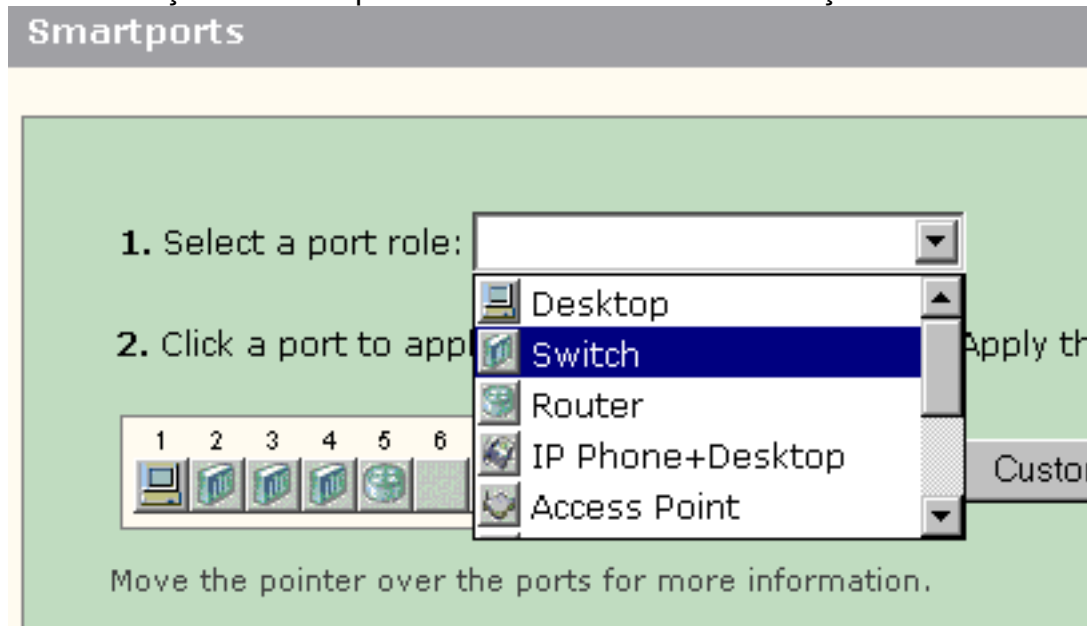 Smartports
1. Select a port role:
Desktop
2. Click a port to appl
Switch
Apply th
Router
1 2 3 4 5 6
IP Phone+Desktop
Custo
Access Point
Move the pointer over the ports for more information.